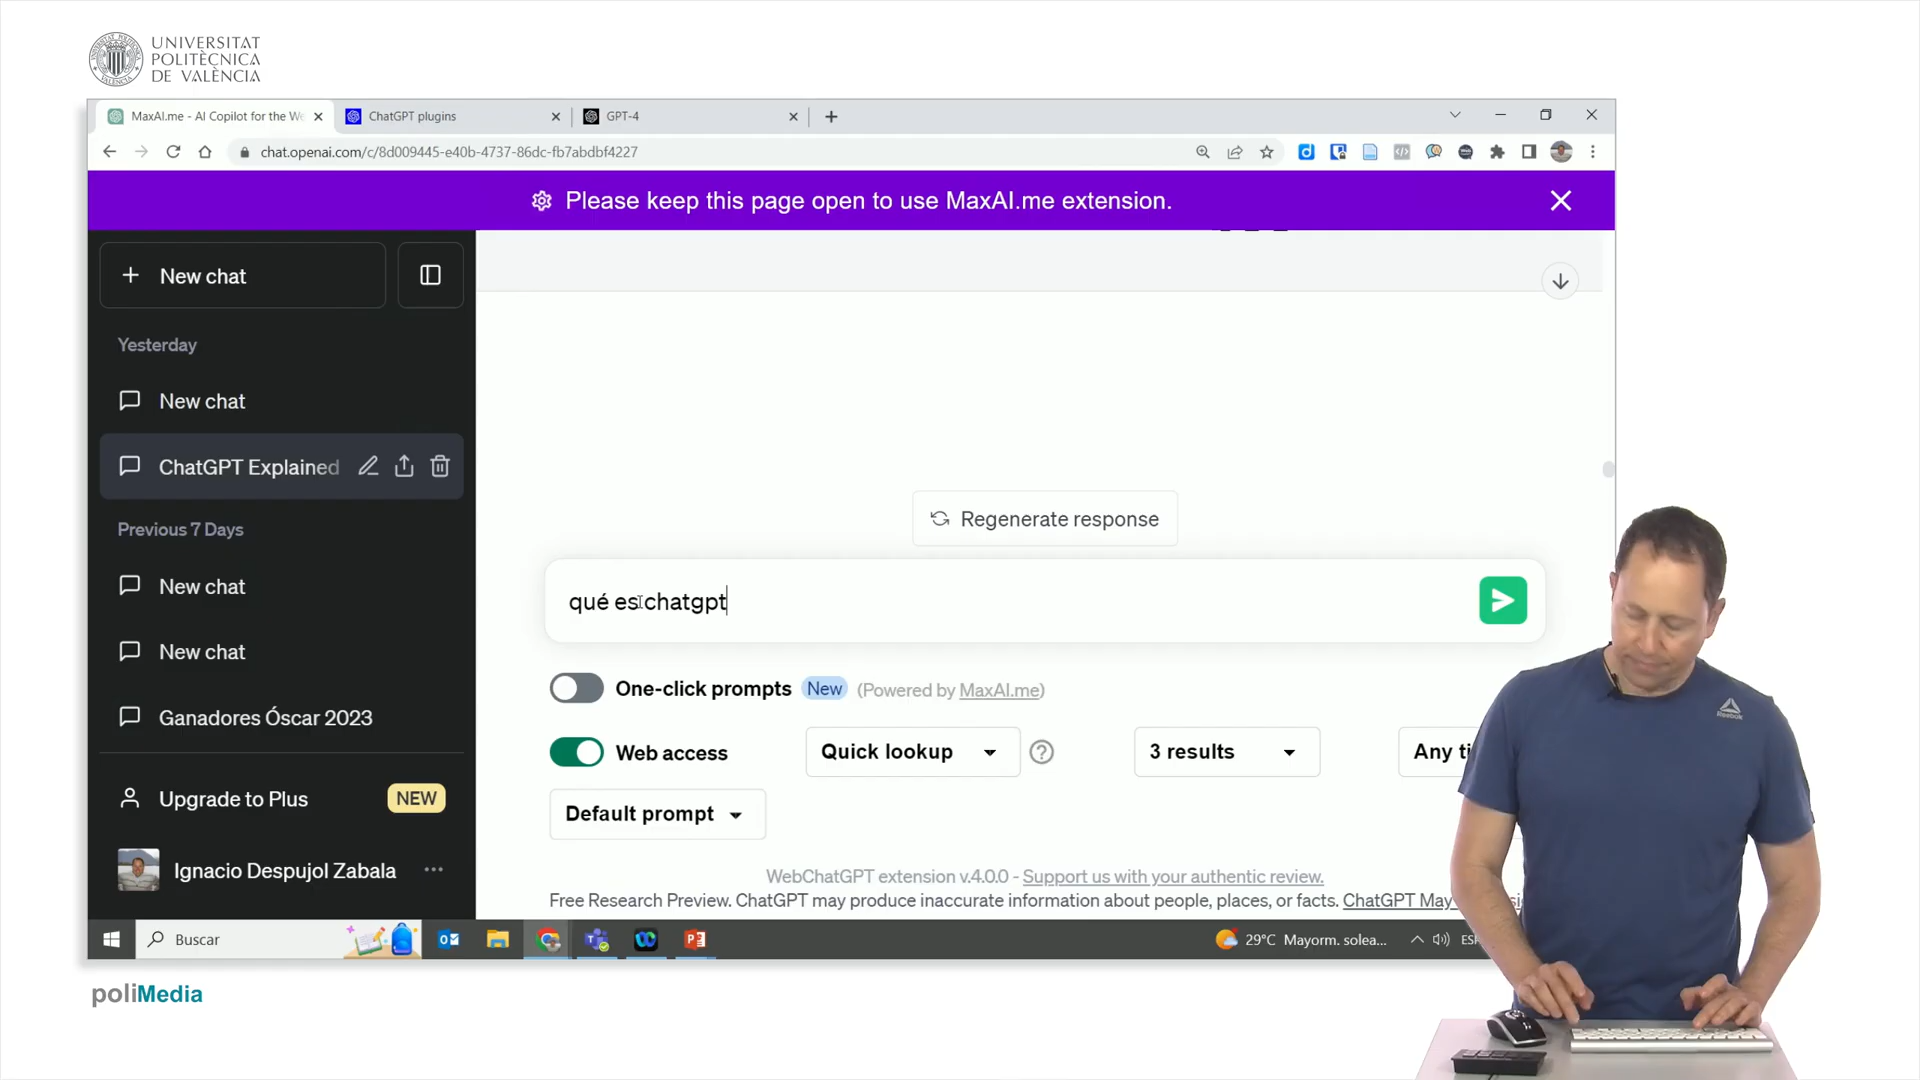 UNIVERSITAT
POLITÈCNICA
DE VALÈNCIA
MaxAI.me - AI Copilot for the We
ChatGPT plugins
GPT-4
chat.openai.com/c/8d009445-e40b-4737-86dc-fb7abdbf4227
Please keep this page open to use MaxAI.me extension.
New chat
Yesterday
New chat
ChatGPT Explained
Previous 7 Days
New chat
New chat
Ganadores Óscar 2023
Upgrade to Plus NEW
Ignacio Despujol Zabala
Regenerate response
qué es chatgpt
One-click prompts New (Powered by MaxAI.me)
Web access Quick lookup 3 results Any ti
Default prompt
WebChatGPT extension v.4.0.0 - Support us with your authentic review.
Free Research Preview. ChatGPT may produce inaccurate information about people, places, or facts. ChatGPT May
Buscar
29°C Mayorm. solea...
ESP
Reebok
poliMedia